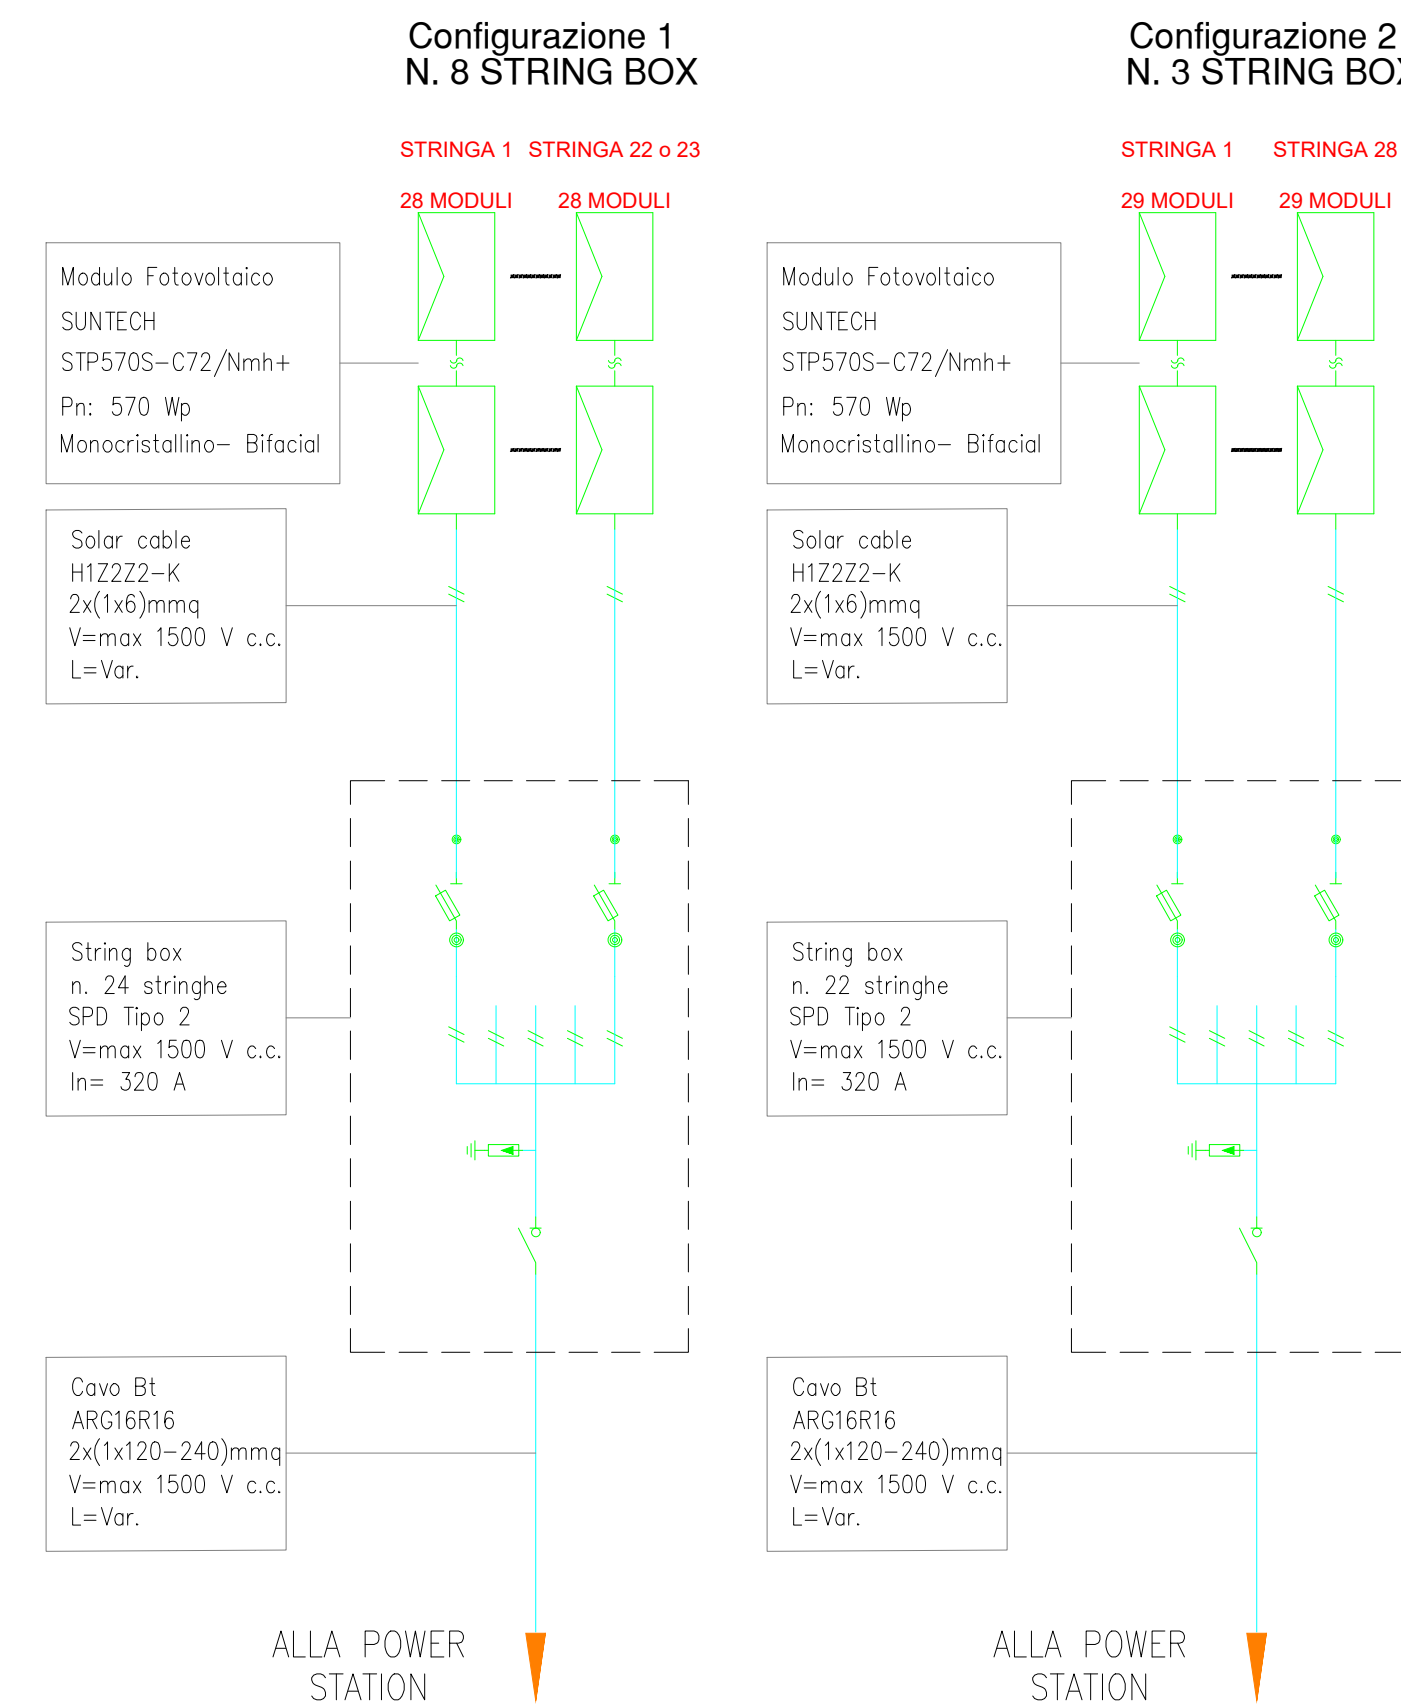 Configurazione 1
N. 8 STRING BOX
STRINGA 1 STRINGA 22 o 23
28 MODULI 28 MODULI
Modulo Fotovoltaico
SUNTECH
STP570S-C72/Nmh+
Pn: 570 Wp
Monocristallino- Bifacial
Solar cable
H1Z2Z2-K
2x(1x6)mmq
V=max 1500 V c.c.
L=Var.
String box
n. 24 stringhe
SPD Tipo 2
V=max 1500 V c.c.
In= 320 A
Cavo Bt
ARG16R16
2x(1x120-240)mmq
V=max 1500 V c.c.
L=Var.
ALLA POWER
STATION
Configurazione 2
N. 3 STRING BOX
STRINGA 1 STRINGA 28
29 MODULI 29 MODULI
Modulo Fotovoltaico
SUNTECH
STP570S-C72/Nmh+
Pn: 570 Wp
Monocristallino- Bifacial
Solar cable
H1Z2Z2-K
2x(1x6)mmq
V=max 1500 V c.c.
L=Var.
String box
n. 22 stringhe
SPD Tipo 2
V=max 1500 V c.c.
In= 320 A
Cavo Bt
ARG16R16
2x(1x120-240)mmq
V=max 1500 V c.c.
L=Var.
ALLA POWER
STATION